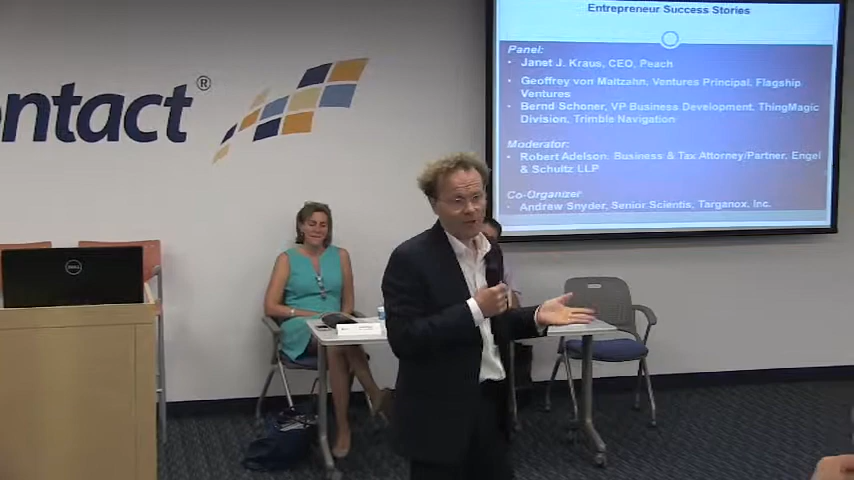 ntact®
Entrepreneur Success Stories
Panel:
• Janet J. Kraus, CEO, Peach
• Geoffrey von Maltzahn, Ventures Principal, Flagship
Ventures
• Bernd Schoner, VP Business Development, ThingMagic
Division, Trimble Navigation
Moderator:
• Robert Adelson, Business & Tax Attorney/Partner, Engel
& Schultz LLP
Co-Organizer
• Andrew Snyder, Senior Scientis, Targanox, Inc.
DELL